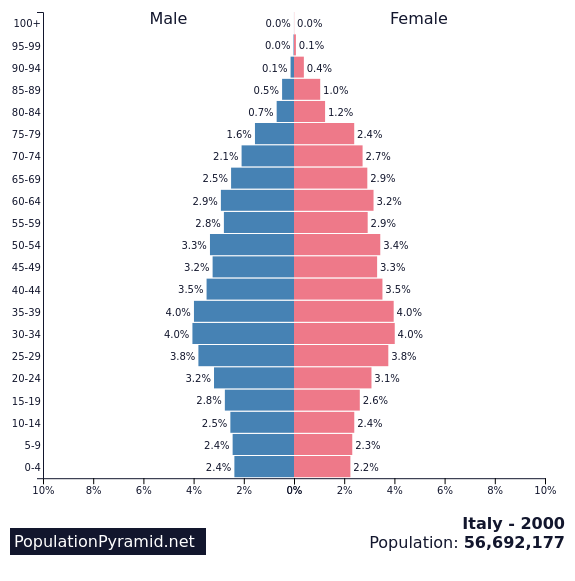 Male Female
100+ 0.0% 0.0%
95-99 0.0% 0.1%
90-94 0.1% 0.4%
85-89 0.5% 1.0%
80-84 0.7% 1.2%
75-79 1.6% 2.4%
70-74 2.1% 2.7%
65-69 2.5% 2.9%
60-64 2.9% 3.2%
55-59 2.8% 2.9%
50-54 3.3% 3.4%
45-49 3.2% 3.3%
40-44 3.5% 3.5%
35-39 4.0% 4.0%
30-34 4.0% 4.0%
25-29 3.8% 3.8%
20-24 3.2% 3.1%
15-19 2.8% 2.6%
10-14 2.5% 2.4%
5-9 2.4% 2.3%
0-4 2.4% 2.2%
10% 8% 6% 4% 2% 0% 2% 4% 6% 8% 10%
Italy - 2000
PopulationPyramid.net Population: 56,692,177